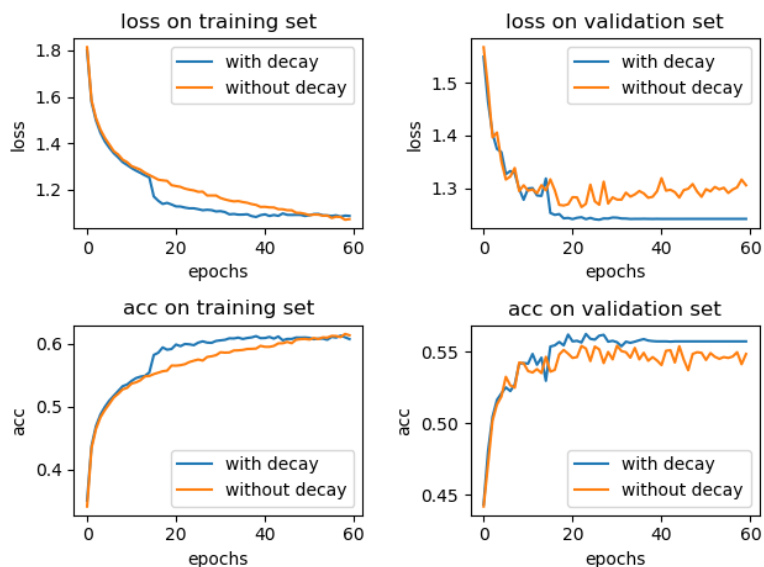 loss on training set
1.8
1.6
1.4
1.2
loss
with decay
without decay
0
20
40
60
epochs
loss on validation set
1.5
1.4
1.3
loss
with decay
without decay
0
20
40
60
epochs
acc on training set
0.6
0.5
0.4
acc
with decay
without decay
0
20
40
60
epochs
acc on validation set
0.55
0.50
0.45
acc
with decay
without decay
0
20
40
60
epochs